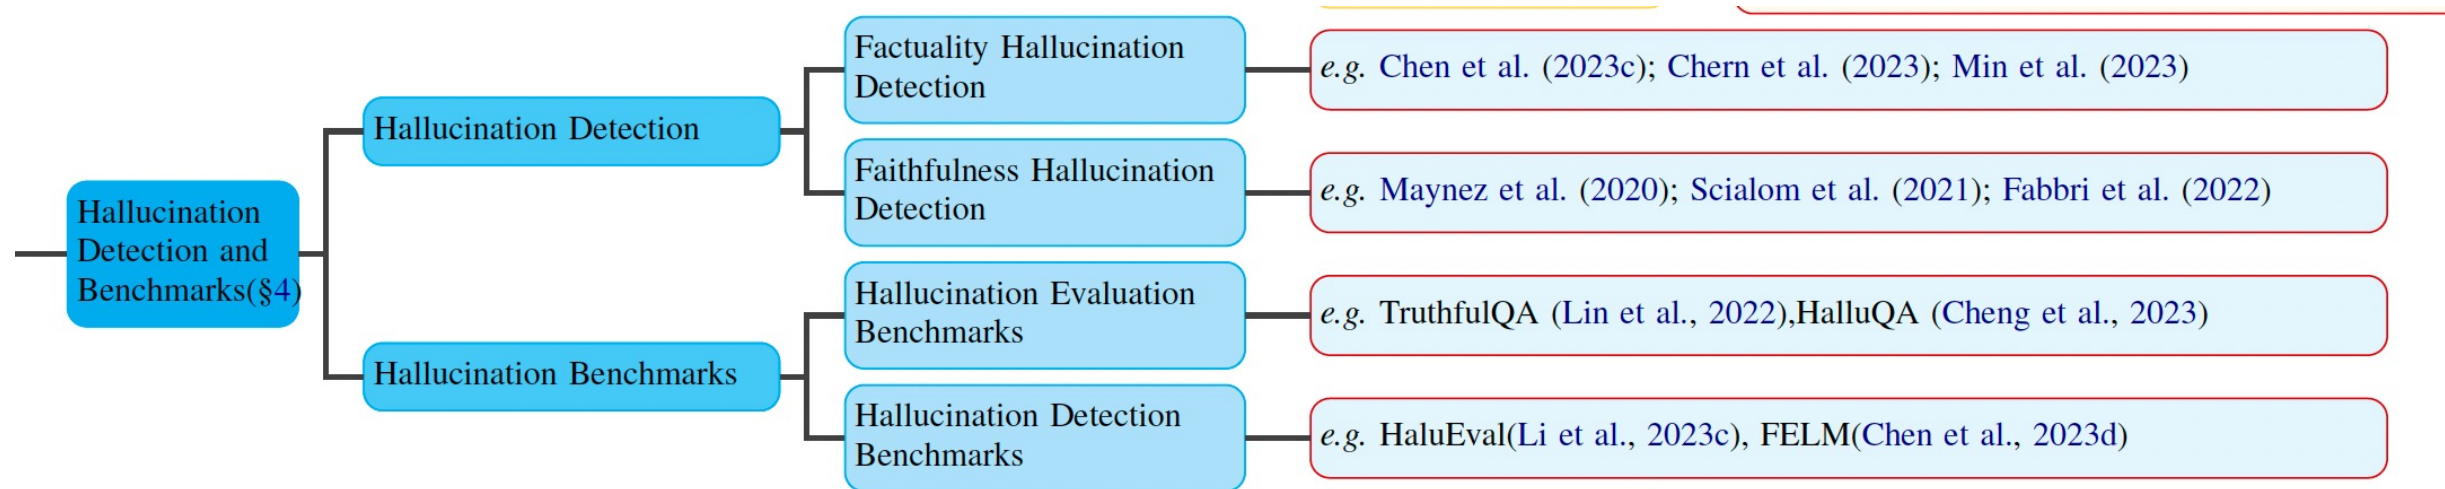 Factuality Hallucination
Detection
e.g. Chen et al. (2023c); Chern et al. (2023); Min et al. (2023)
Hallucination Detection
Faithfulness Hallucination
Detection
e.g. Maynez et al. (2020); Scialom et al. (2021); Fabbri et al. (2022)
Hallucination
Detection and
Benchmarks(§4)
Hallucination Evaluation
Benchmarks
e.g. TruthfulQA (Lin et al., 2022),HalluQA (Cheng et al., 2023)
Hallucination Benchmarks
Hallucination Detection
Benchmarks
e.g. HaluEval(Li et al., 2023c), FELM(Chen et al., 2023d)